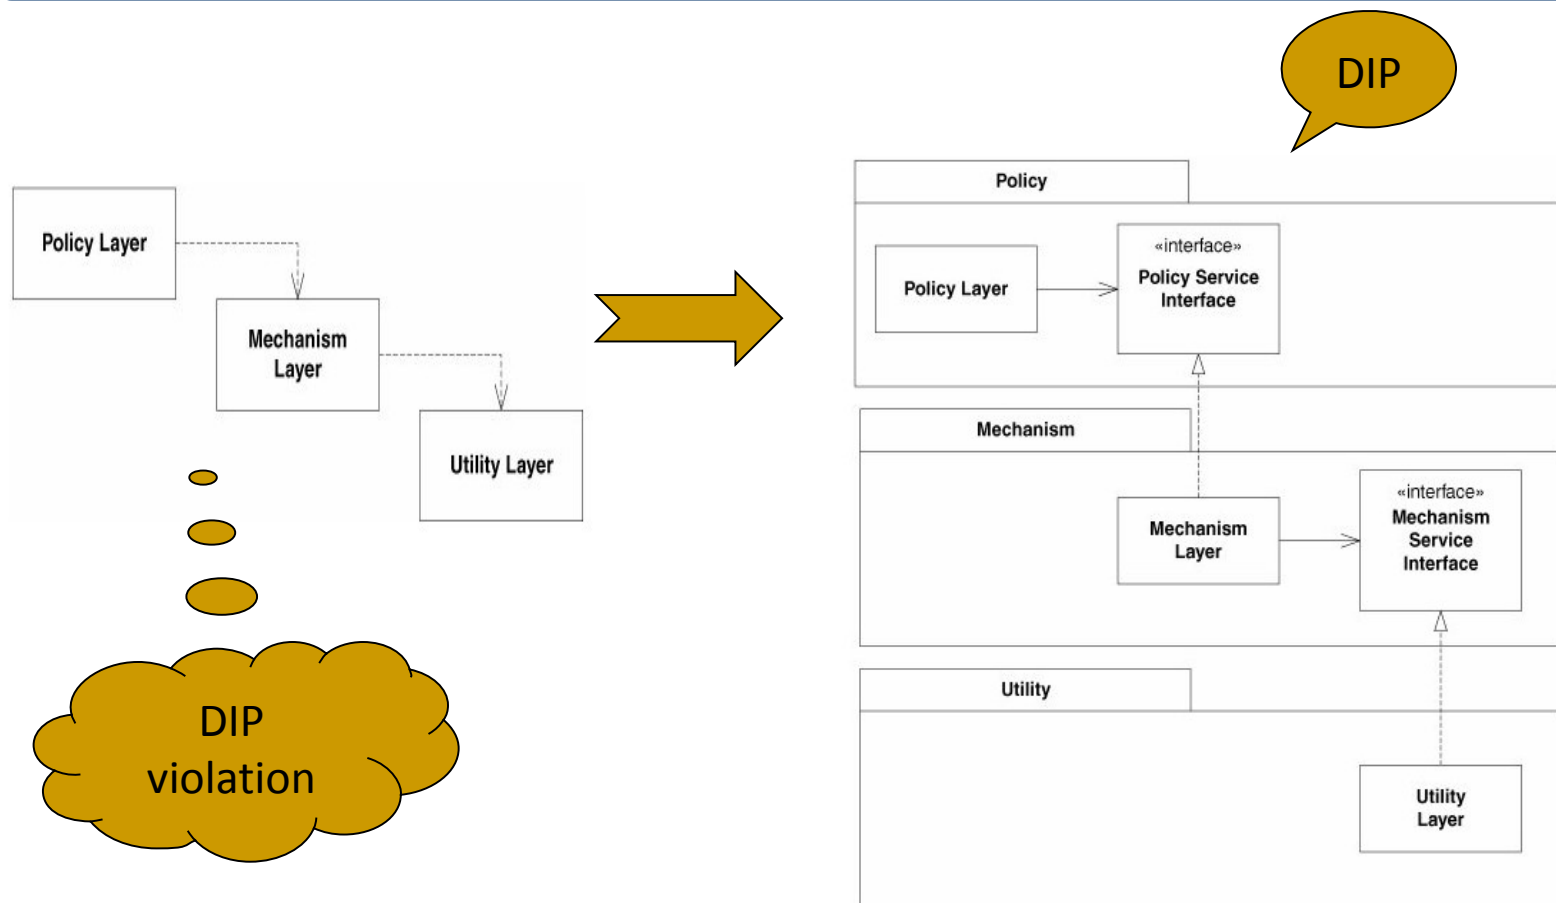 DIP
Policy Layer
Mechanism
Layer
Utility Layer
DIP
violation
Policy
Policy Layer
«interface»
Policy Service
Interface
Mechanism
Mechanism
Layer
«interface»
Mechanism
Service
Interface
Utility
Utility
Layer